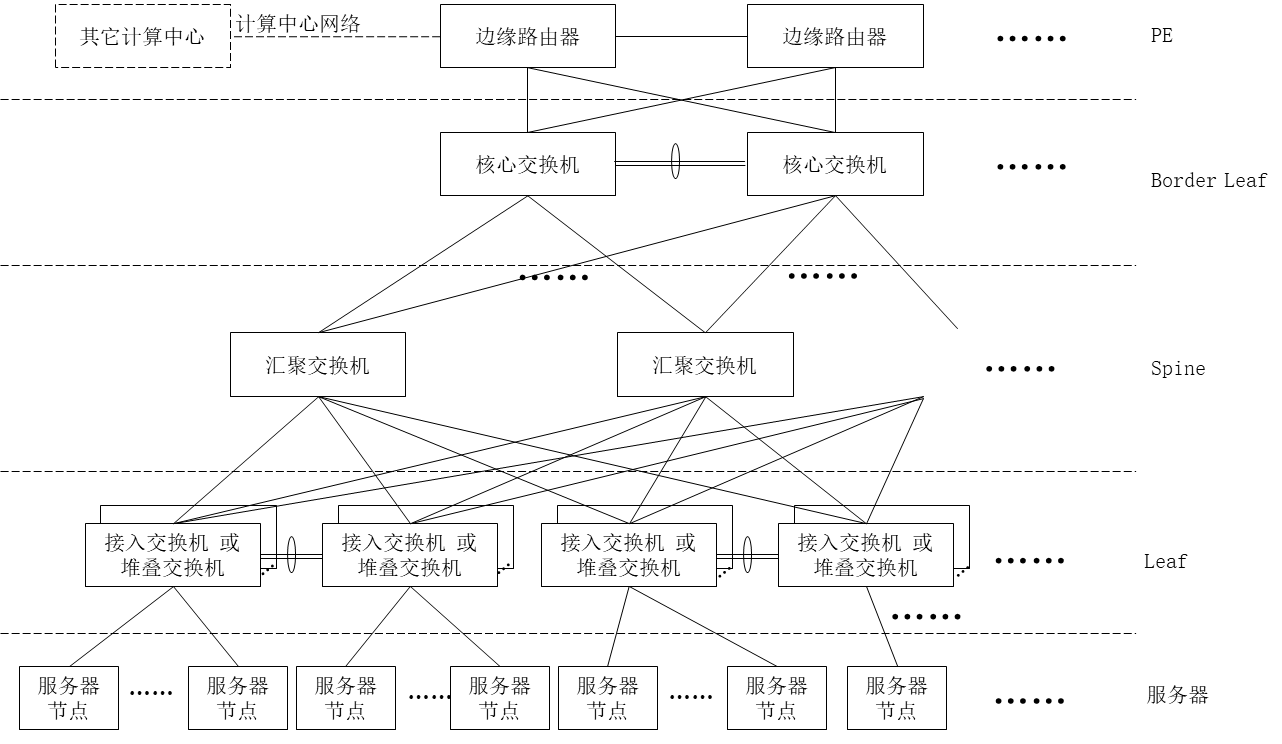 其它计算中心
计算中心网络
边缘路由器
边缘路由器
······
PE
核心交换机
核心交换机
······
Border Leaf
······
······
汇聚交换机
汇聚交换机
······
Spine
接入交换机 或
堆叠交换机
接入交换机 或
堆叠交换机
接入交换机 或
堆叠交换机
接入交换机 或
堆叠交换机
······
Leaf
······
服务器
节点
······
服务器
节点
服务器
节点
······
服务器
节点
服务器
节点
······
服务器
节点
服务器
节点
······
服务器